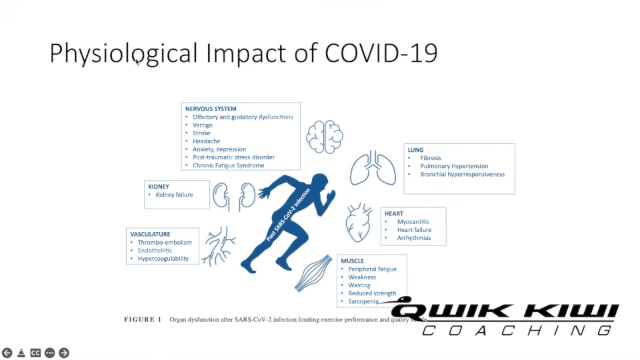 Physiological Impact of COVID-19
NERVOUS SYSTEM
• Olfactory and gustatory dysfunctions
• Vertigo
• Stroke
• Headache
• Anxiety, depression
• Post-traumatic stress disorder
• Chronic Fatigue Syndrome
LUNG
• Fibrosis
• Pulmonary Hypertension
• Bronchial hyperresponsiveness
KIDNEY
• Kidney failure
Post SARS-CoV-2 Infection
HEART
• Myocarditis
• Heart failure
• Arrhythmias
VASCULATURE
• Thrombo-embolism
• Endothelitis
• Hypercoagulability
MUSCLE
• Peripheral fatigue
• Weakness
• Wasting
• Reduced strength
• Sarcopenia
QWIK KIWI
COACHING
FIGURE 1 Organ dysfunction after SARS-CoV-2 infection limiting exercise performance and quality
CC